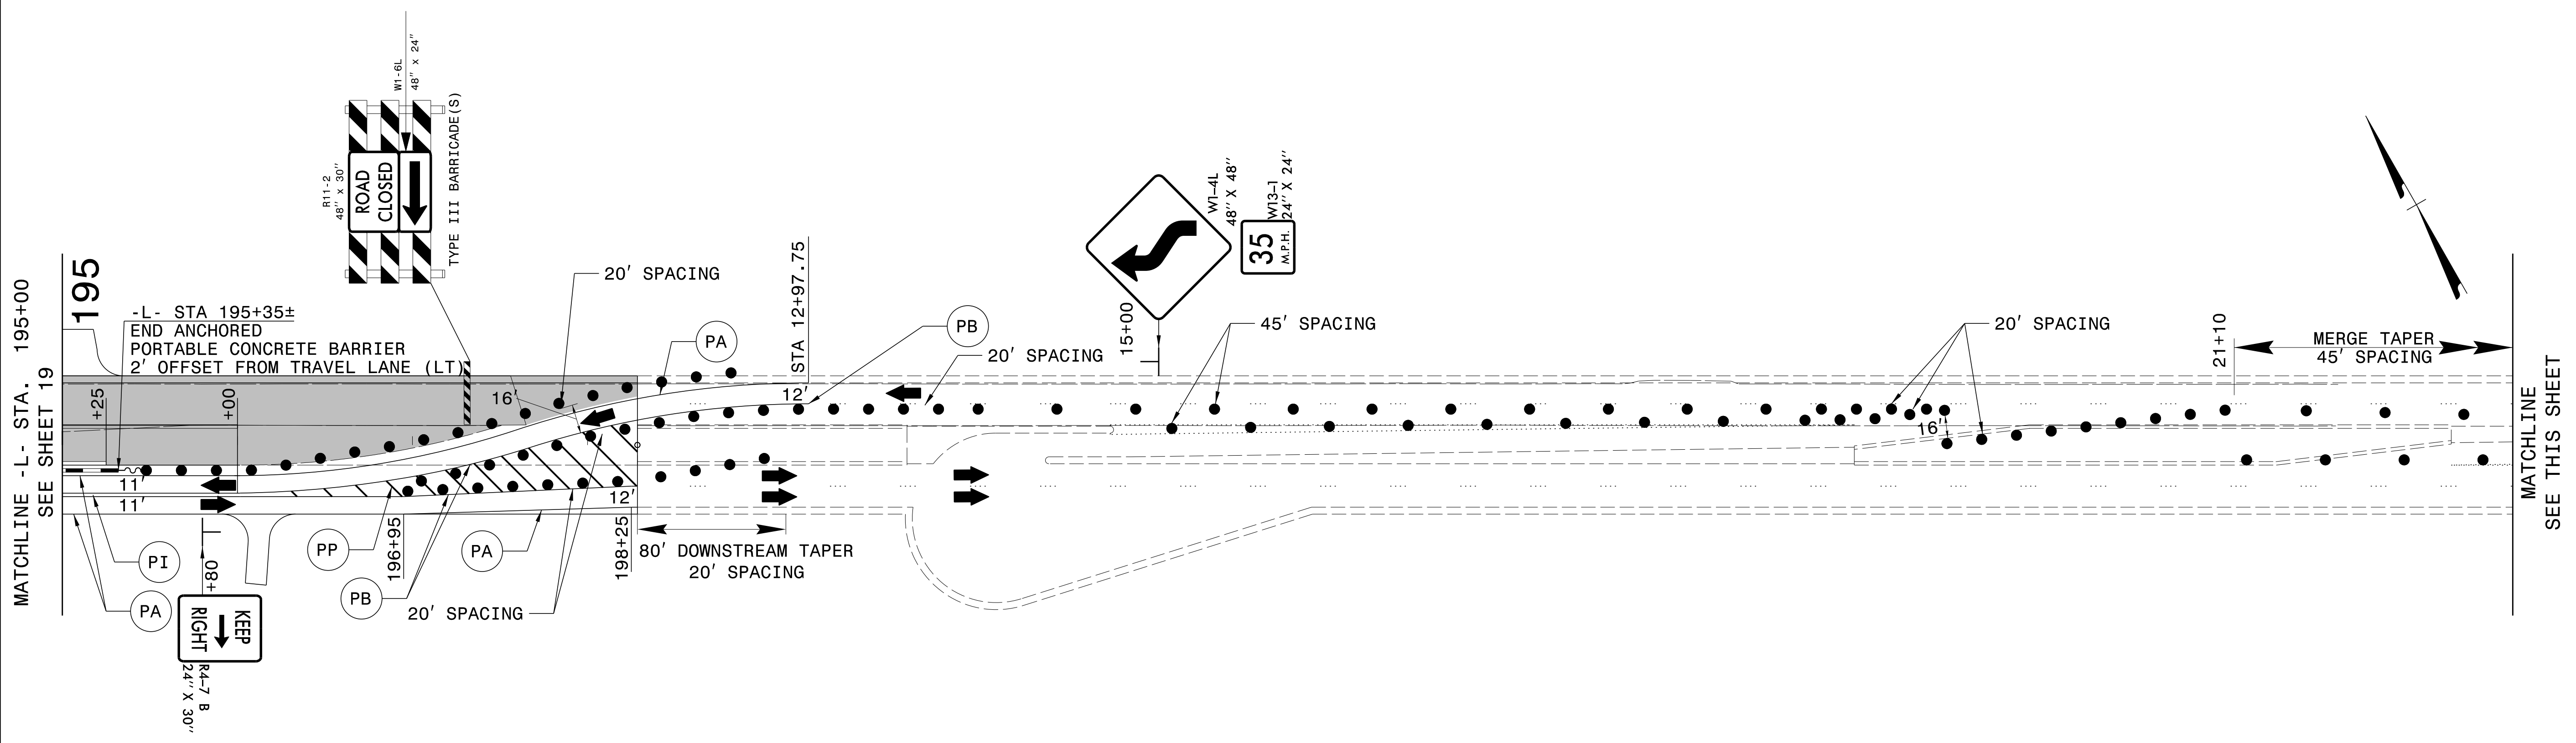 MATCHLINE -L- STA. 195+00
SEE SHEET 19
195
-L- STA 195+35±
END ANCHORED
PORTABLE CONCRETE BARRIER
2' OFFSET FROM TRAVEL LANE (LT)
+25
+00
R11-2
48" x 30"
ROAD
CLOSED
W1-6L
48" x 24"
TYPE III BARRICADE(S)
16'
20' SPACING
PA
STA 12+97.75
12'
PB
20' SPACING
15+00
W1-4L
48" X 48"
35
M.P.H.
W13-1
24" X 24"
45' SPACING
20' SPACING
16'
21+10
MERGE TAPER
45' SPACING
MATCHLINE
SEE THIS SHEET
11'
11'
PI
PA
+80
KEEP
RIGHT
R4-7 B
24" X 30"
PP
PB
196+95
PA
20' SPACING
12'
198+25
80' DOWNSTREAM TAPER
20' SPACING